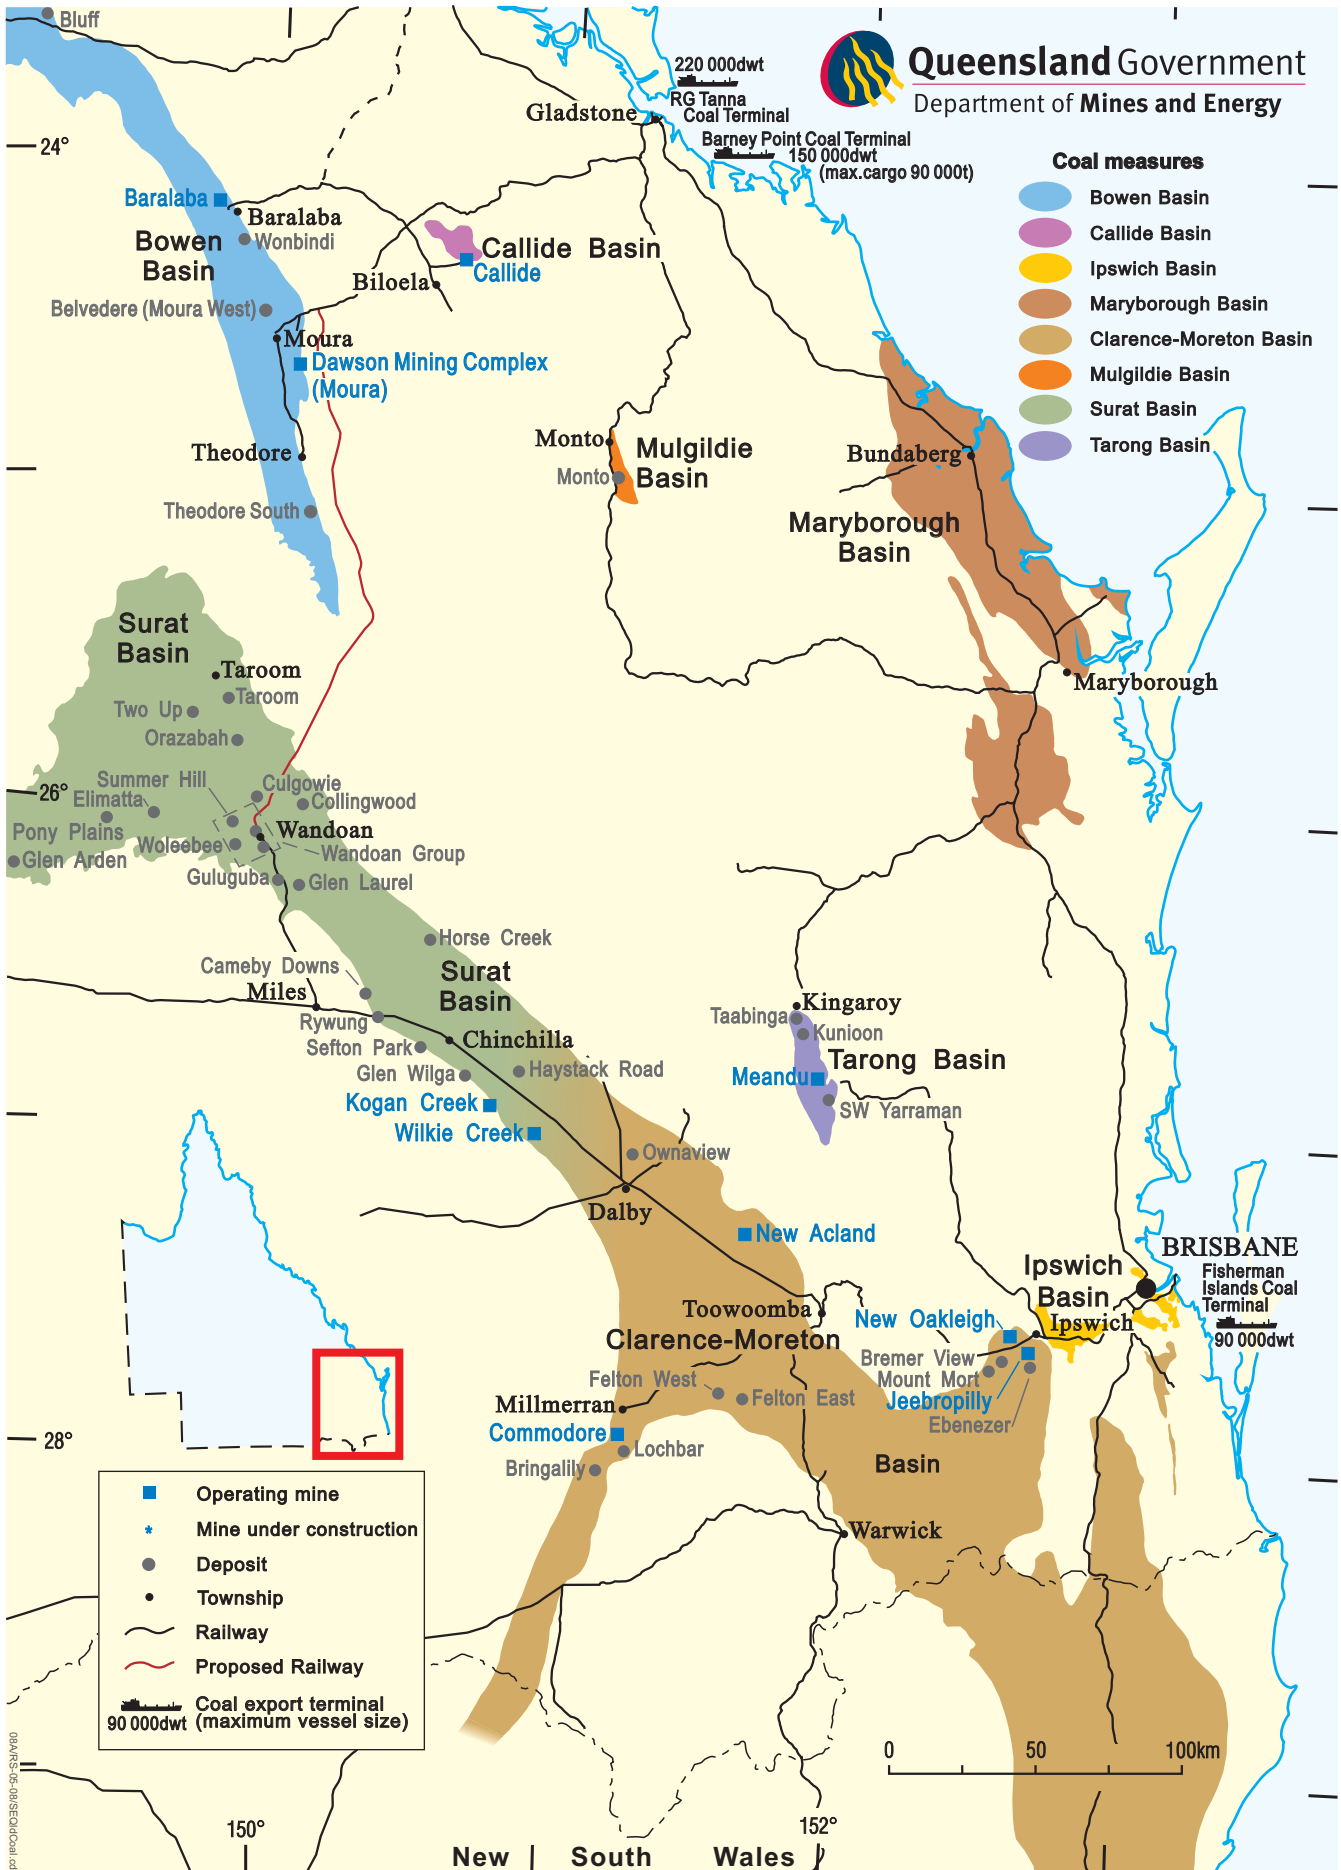 Bluff
220 000dwt
RG Tanna
Coal Terminal
Gladstone
Barney Point Coal Terminal
150 000dwt
(max.cargo 90 000t)
Queensland Government
Department of Mines and Energy
24°
Coal measures
Bowen Basin
Callide Basin
Ipswich Basin
Maryborough Basin
Clarence-Moreton Basin
Mulgildie Basin
Surat Basin
Tarong Basin
Baralaba
Baralaba
Wonbindi
Bowen
Basin
Callide Basin
Callide
Biloela
Belvedere (Moura West)
Moura
Dawson Mining Complex
(Moura)
Theodore
Theodore South
Monto
Monto
Mulgildie
Basin
Bundaberg
Maryborough
Basin
Maryborough
Surat
Basin
Taroom
Taroom
Two Up
Orazabah
26°
Summer Hill
Elimatta
Culgowie
Collingwood
Pony Plains
Woleebee
Wandoan
Wandoan Group
Glen Arden
Guluguba
Glen Laurel
Horse Creek
Surat
Basin
Cameby Downs
Miles
Rywung
Chinchilla
Sefton Park
Glen Wilga
Haystack Road
Kogan Creek
Wilkie Creek
Kingaroy
Taabinga
Kunioon
Tarong Basin
Meandu
SW Yarraman
Ownaview
Dalby
New Acland
Ipswich
Basin
BRISBANE
Fisherman
Islands Coal
Terminal
90 000dwt
Toowoomba
New Oakleigh
Ipswich
Clarence-Moreton
Bremer View
Mount Mort
Jeebropilly
Ebenezer
Felton West
Felton East
Millmerran
Commodore
Lochbar
Bringalily
Basin
28°
Warwick
Operating mine
Mine under construction
Deposit
Township
Railway
Proposed Railway
Coal export terminal
90 000dwt (maximum vessel size)
0 50 100km
150°
152°
New South Wales
08A/RS-05-08/SEQldCoal.cd